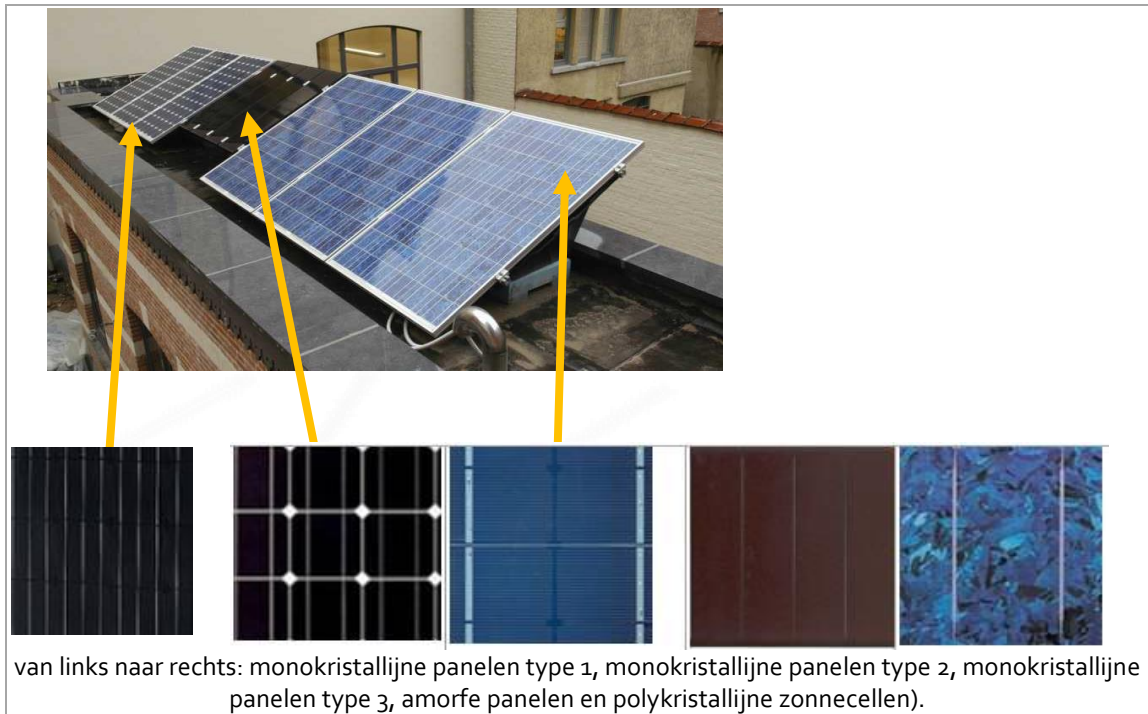 van links naar rechts: monokristallijne panelen type 1, monokristallijne panelen type 2, monokristallijne
panelen type 3, amorfe panelen en polykristallijne zonnecellen).